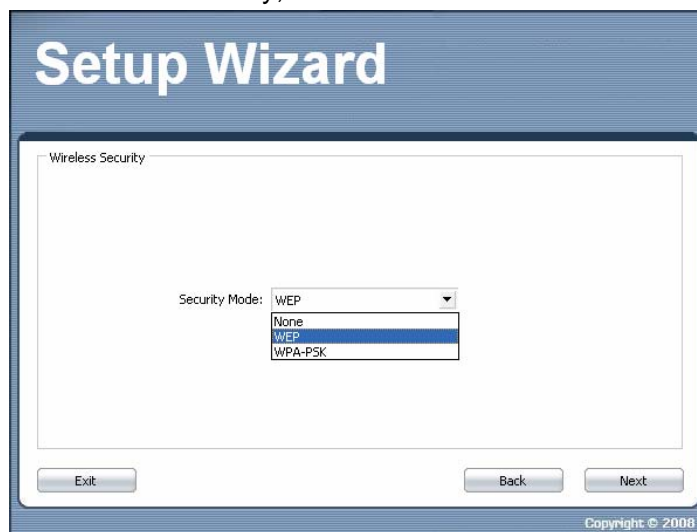 Setup Wizard
Wireless Security
Security Mode: WEP
None
WEP
WPA-PSK
Exit Back Next
Copyright © 2008